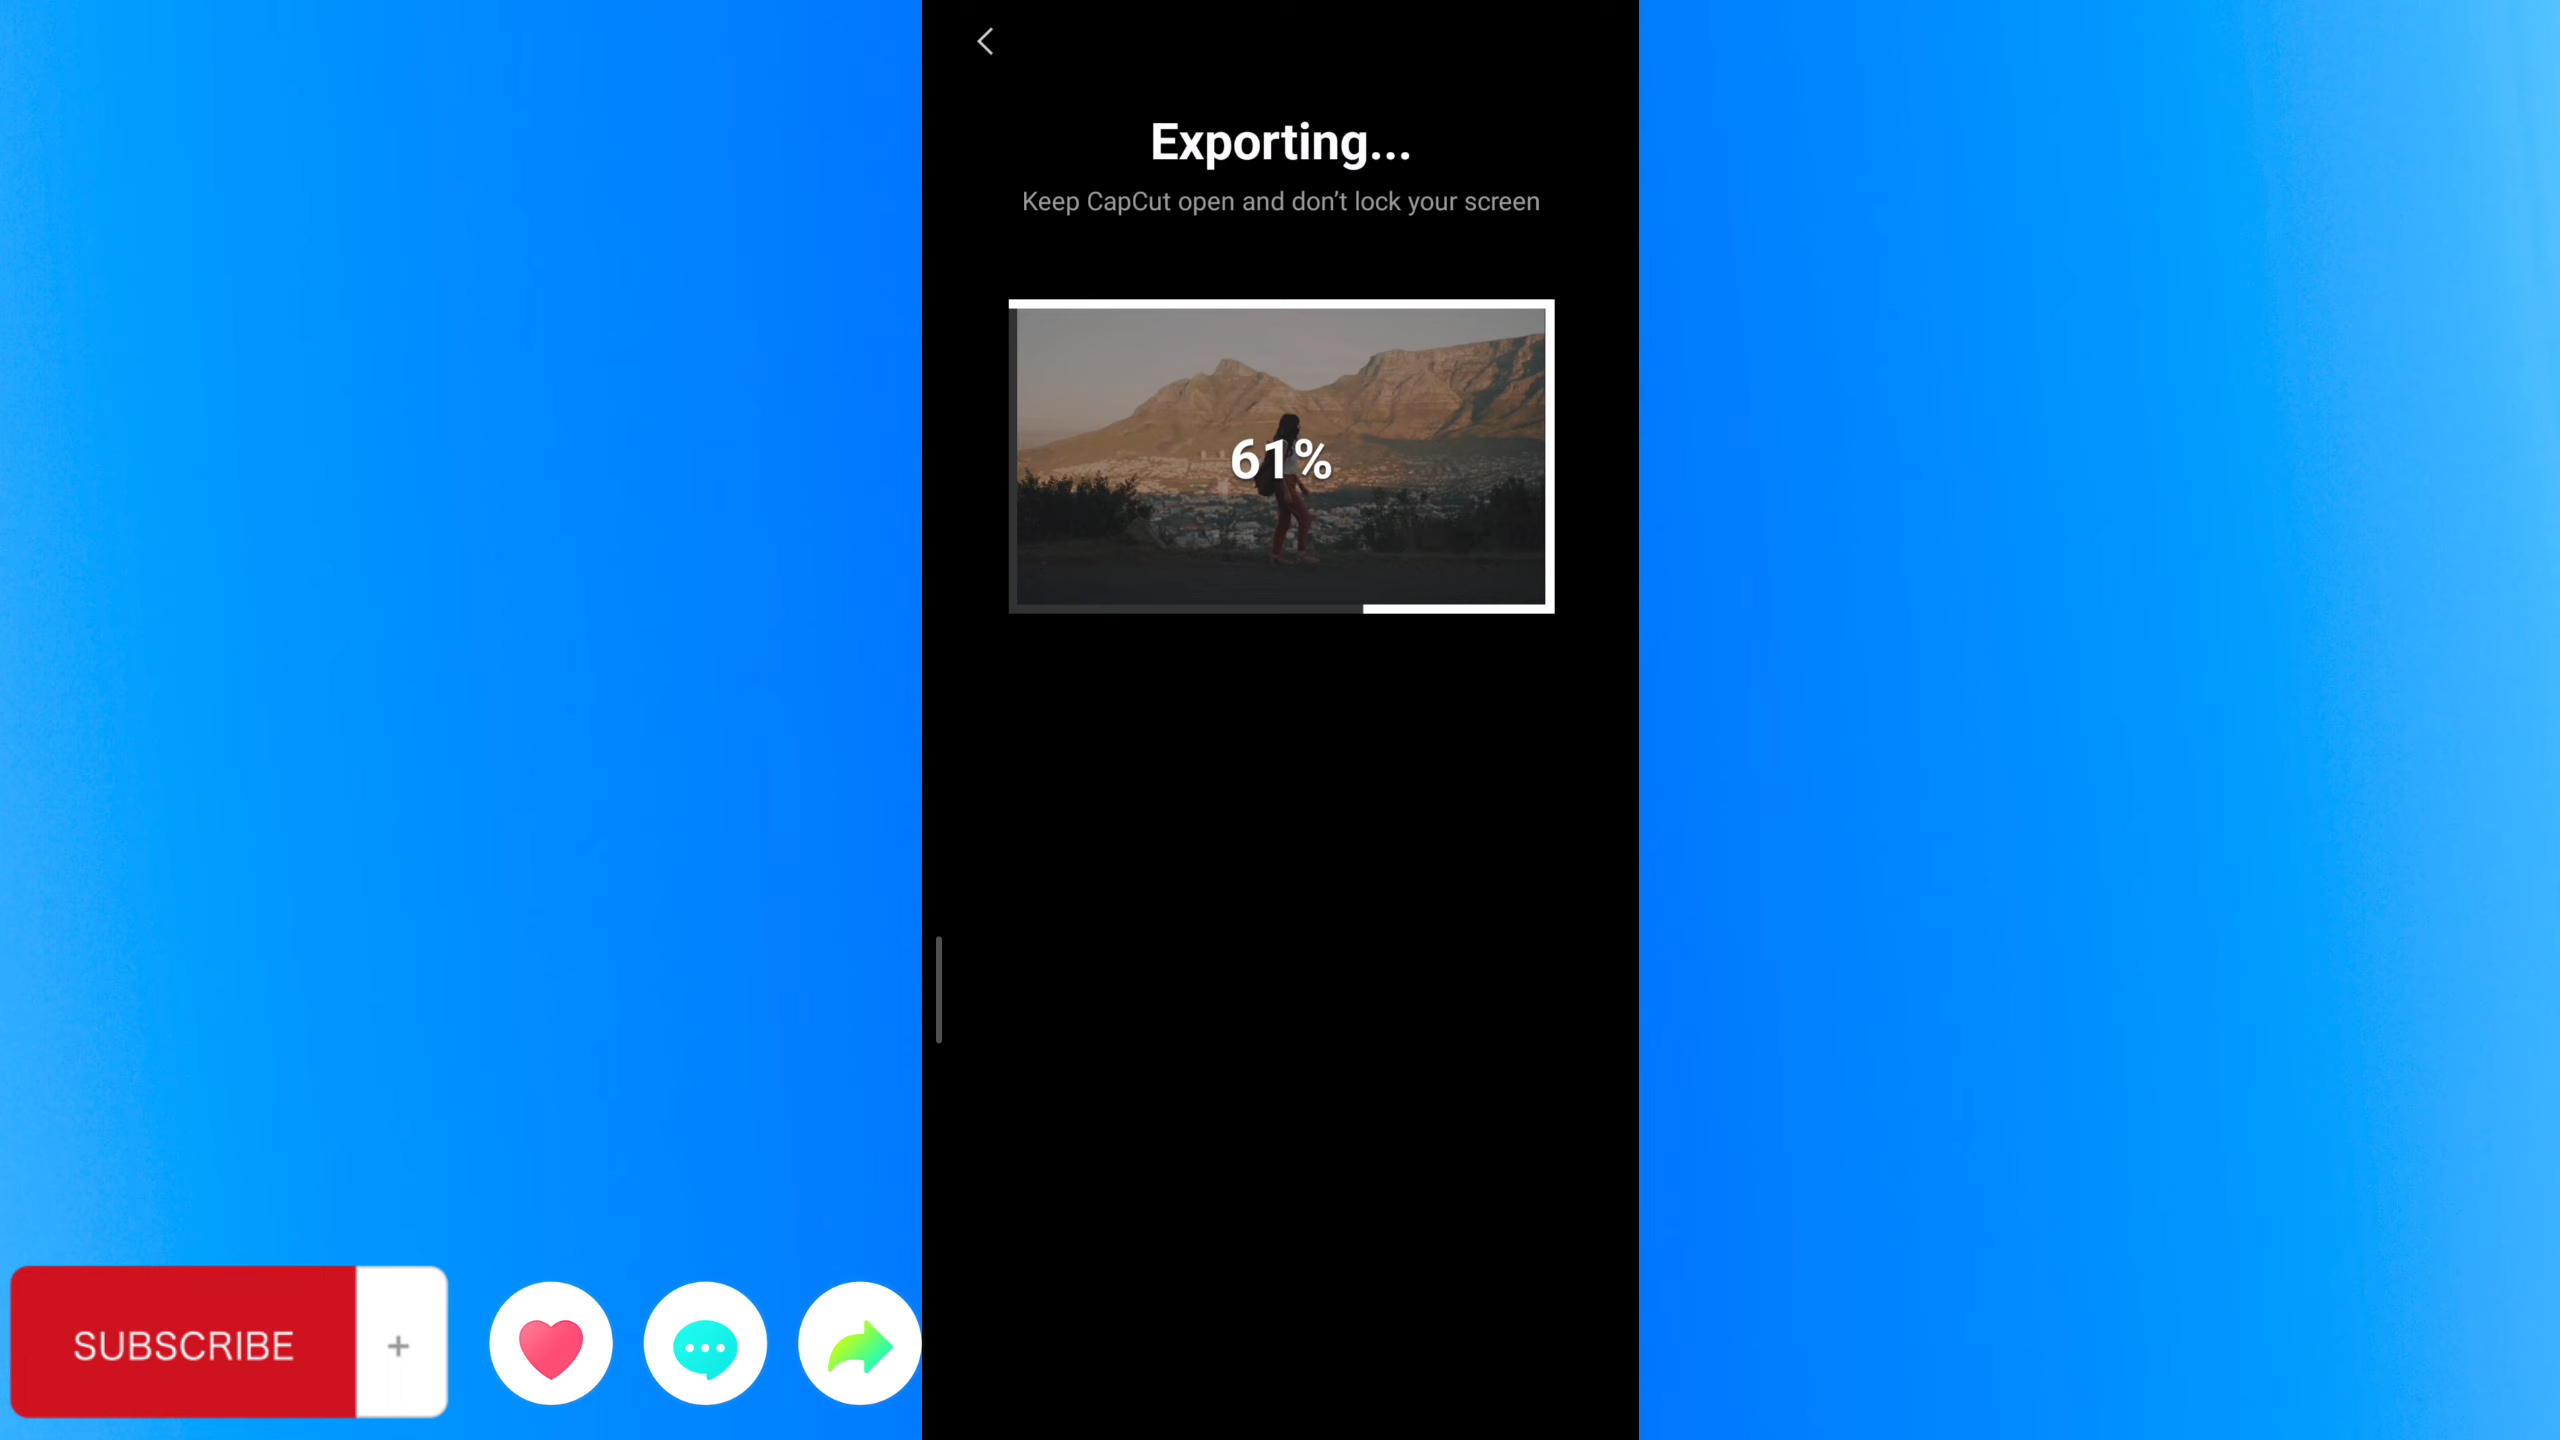 Exporting...
Keep CapCut open and don’t lock your screen
61%
SUBSCRIBE +